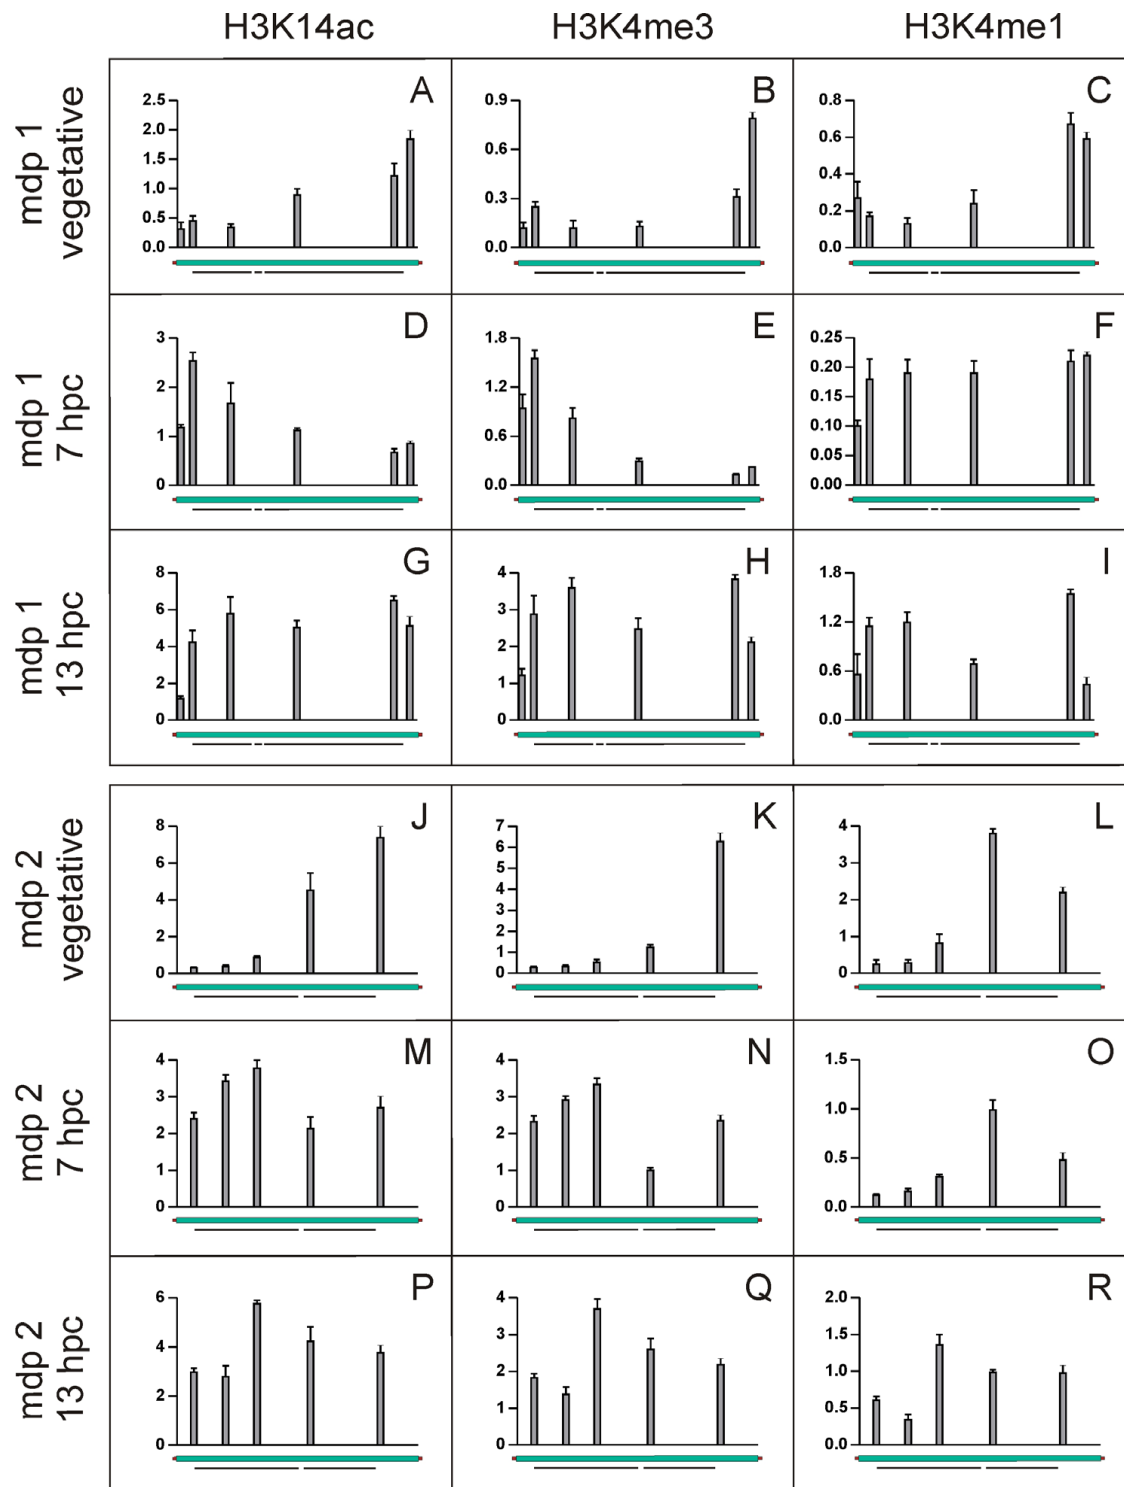 H3K14ac H3K4me3 H3K4me1
mdp 1
vegetative
A
2.5
2.0
1.5
1.0
0.5
0.0
B
0.9
0.6
0.3
0.0
C
0.8
0.6
0.4
0.2
0.0
mdp 1
7 hpc
D
3
2
1
0
E
1.8
1.2
0.6
0.0
F
0.25
0.20
0.15
0.10
0.05
0.00
mdp 1
13 hpc
G
8
6
4
2
0
H
4
3
2
1
0
I
1.8
1.2
0.6
0.0
mdp 2
vegetative
J
8
6
4
2
0
K
7
6
5
4
3
2
1
0
L
4
3
2
1
0
mdp 2
7 hpc
M
4
3
2
1
0
N
4
3
2
1
0
O
1.5
1.0
0.5
0.0
mdp 2
13 hpc
P
6
4
2
0
Q
4
3
2
1
0
R
2.0
1.5
1.0
0.5
0.0